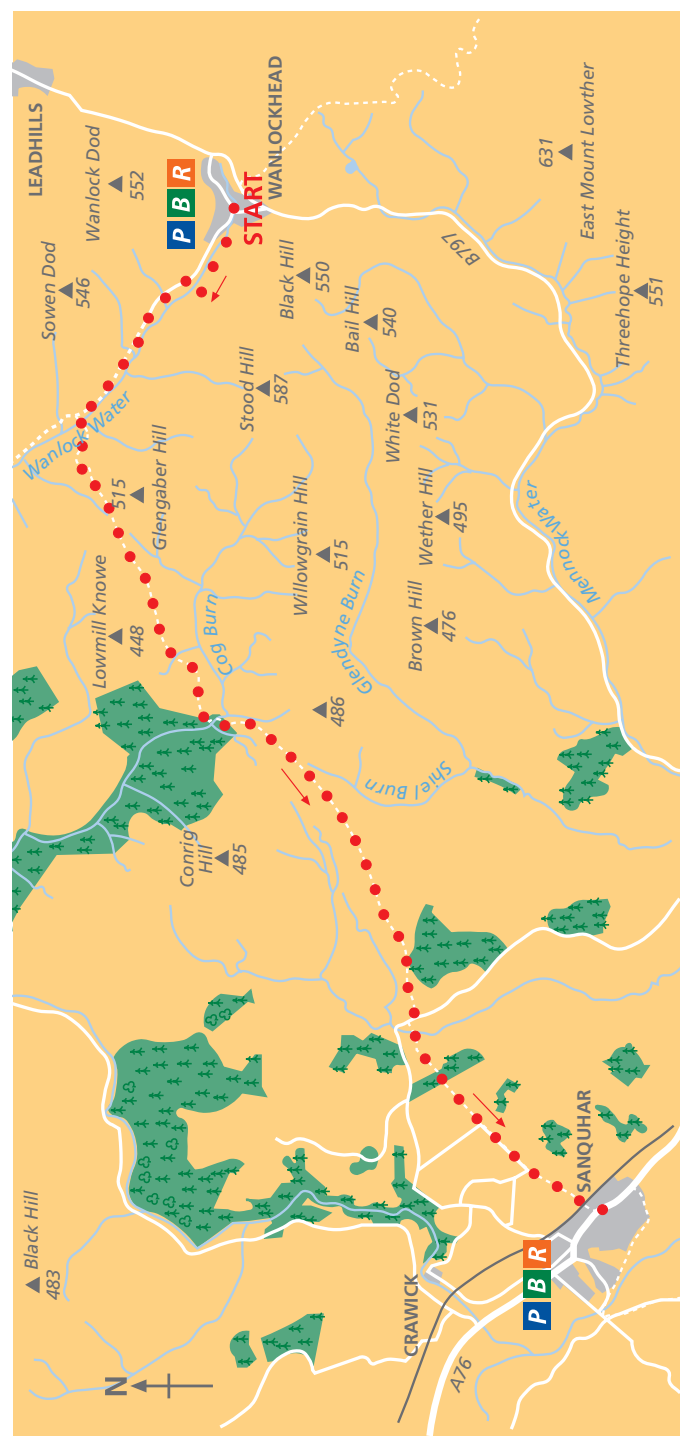 LEADHILLS
Wanlock Dod
552
P B R
WANLOCKHEAD
START
631
East Mount Lowther
Sowen Dod
546
Black Hill
550
B797
Bail Hill
540
Threehope Height
551
Stood Hill
587
White Dod
531
Wanlock Water
515
Glengaber Hill
Willowgrain Hill
515
Wether Hill
495
Mennock Water
Lowmill Knowe
448
Cog Burn
Glendyne Burn
Brown Hill
476
486
Shiel Burn
Conrig
Hill
485
SANQUHAR
Black Hill
483
CRAWICK
P B R
A76
N